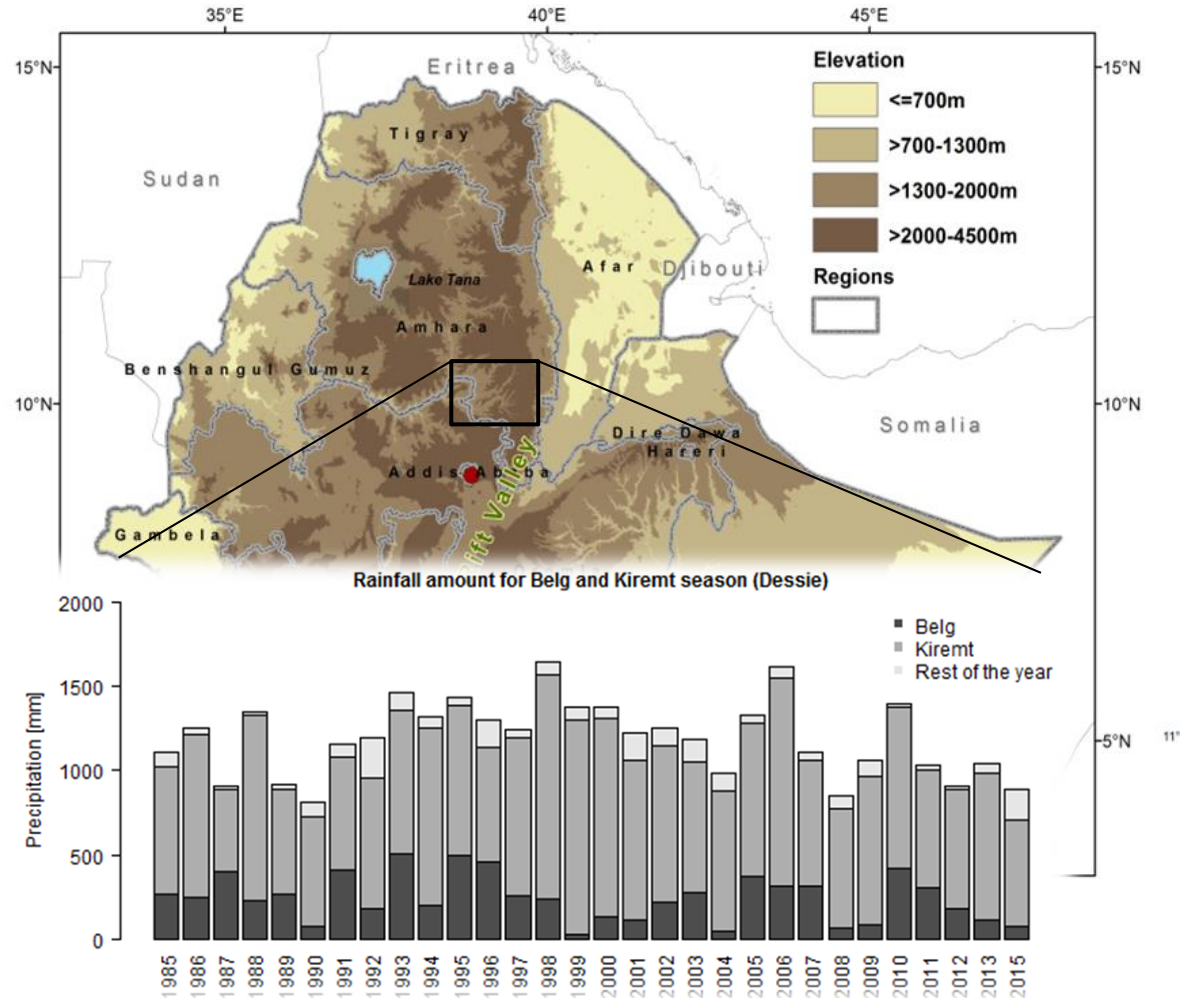 35°E 40°E 45°E
15°N 15°N
Eritrea
Elevation
<=700m
>700-1300m
>1300-2000m
>2000-4500m
Regions
Tigray
Sudan
Afar
Djibouti
Lake Tana
Amhara
Benshangul Gumuz
10°N 10°N
Somalia
Dire Dawa
Hareri
Addis Ababa
Rift Valley
Gambela
Rainfall amount for Belg and Kiremt season (Dessie)
Belg
Kiremt
Rest of the year
Precipitation [mm]
2000
1500
1000
500
0
5°N
11°
1985 1986 1987 1988 1989 1990 1991 1992 1993 1994 1995 1996 1997 1998 1999 2000 2001 2002 2003 2004 2005 2006 2007 2008 2009 2010 2011 2012 2013 2015